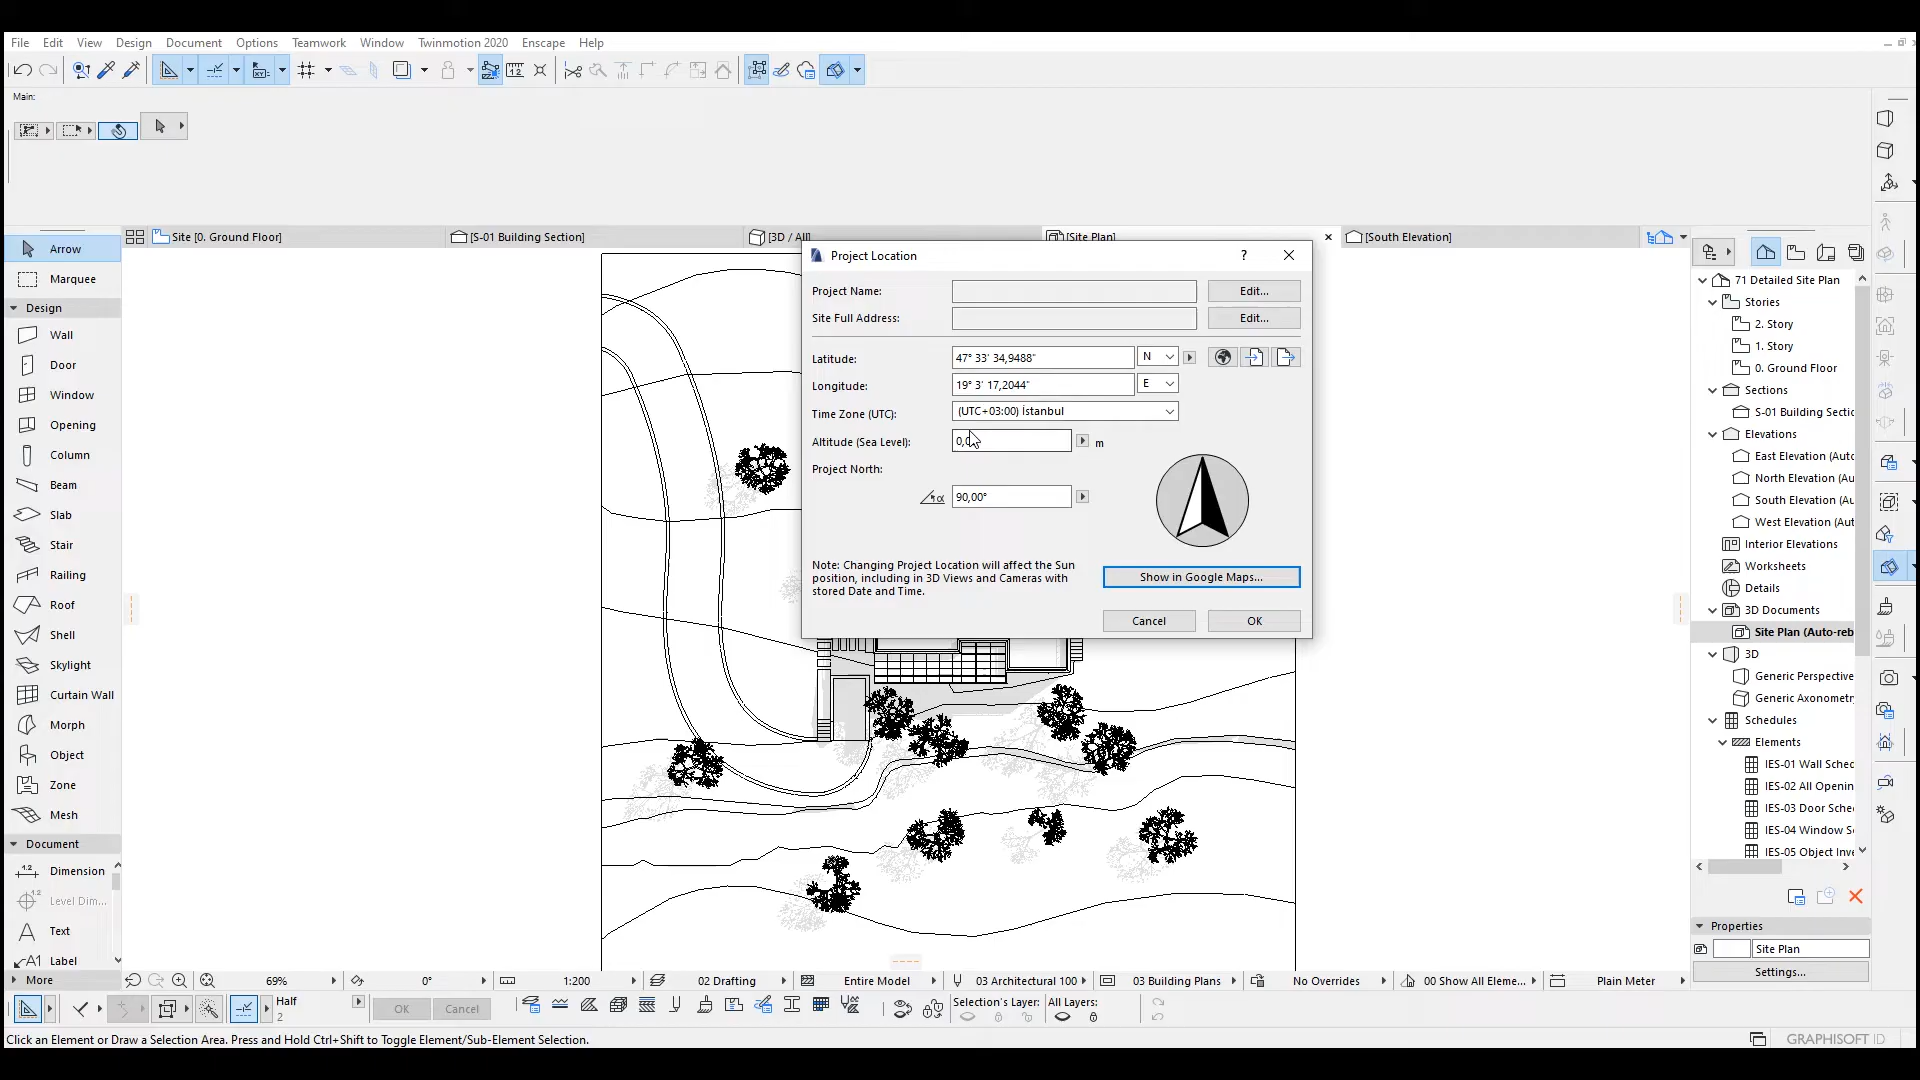 File Edit View Design Document Options Teamwork Window Twinmotion 2020 Enscape Help
Main:
Site [0. Ground Floor]
[S-01 Building Section]
[3D / All]
[Site Plan]
[South Elevation]
Arrow
Marquee
Design
Wall
Door
Window
Opening
Column
Beam
Slab
Stair
Railing
Roof
Shell
Skylight
Curtain Wall
Morph
Object
Zone
Mesh
Document
Dimension
Level Dim...
Text
Label
More
Project Location
?
Project Name:
Edit...
Site Full Address:
Edit...
Latitude:
47° 33' 34,9488"
N
Longitude:
19° 3' 17,2044"
E
Time Zone (UTC):
(UTC+03:00) İstanbul
Altitude (Sea Level):
m
Project North:
α
90,00°
Note: Changing Project Location will affect the Sun
position, including in 3D Views and Cameras with
stored Date and Time.
Show in Google Maps...
Cancel
OK
71 Detailed Site Plan
Stories
2. Story
1. Story
0. Ground Floor
Sections
S-01 Building Sectio
Elevations
East Elevation (Auto
North Elevation (Au
South Elevation (Au
West Elevation (Aut
Interior Elevations
Worksheets
Details
3D Documents
Site Plan (Auto-reb
3D
Generic Perspective
Generic Axonometr
Schedules
Elements
IES-01 Wall Sched
IES-02 All Openin
IES-03 Door Sche
IES-04 Window Sc
IES-05 Object Inve
Properties
Site Plan
Settings...
69%
0°
1:200
02 Drafting
Entire Model
03 Architectural 100
03 Building Plans
No Overrides
00 Show All Eleme...
Plain Meter
Half
2
OK
Cancel
Selection's Layer:
All Layers:
Click an Element or Draw a Selection Area. Press and Hold Ctrl+Shift to Toggle Element/Sub-Element Selection.
GRAPHISOFT ID